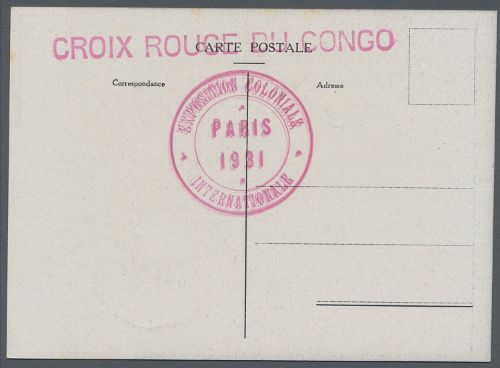 CROIX ROUGE DU CONGO
CARTE POSTALE
Correspondance
Adresse
EXPOSITION COLONIALE
PARIS
1931
INTERNATIONALE